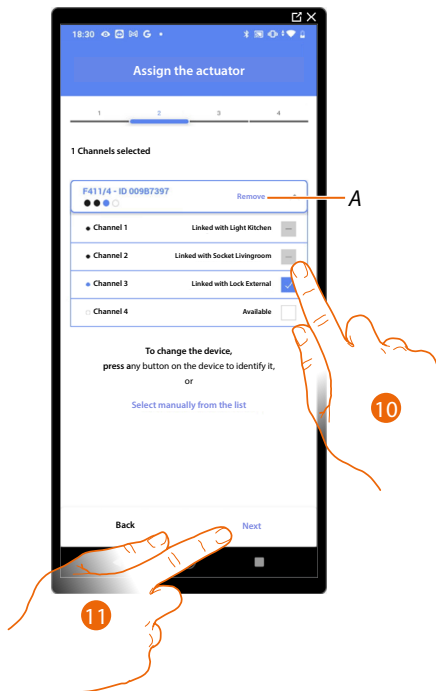 18:30 G
Assign the actuator
1 2 3 4
1 Channels selected
F411/4 - ID 009B7397
Remove
A
Channel 1 Linked with Light Kitchen
Channel 2 Linked with Socket Livingroom
Channel 3 Linked with Lock External
Channel 4 Available
To change the device,
press any button on the device to identify it,
or
Select manually from the list
10
Back Next
11